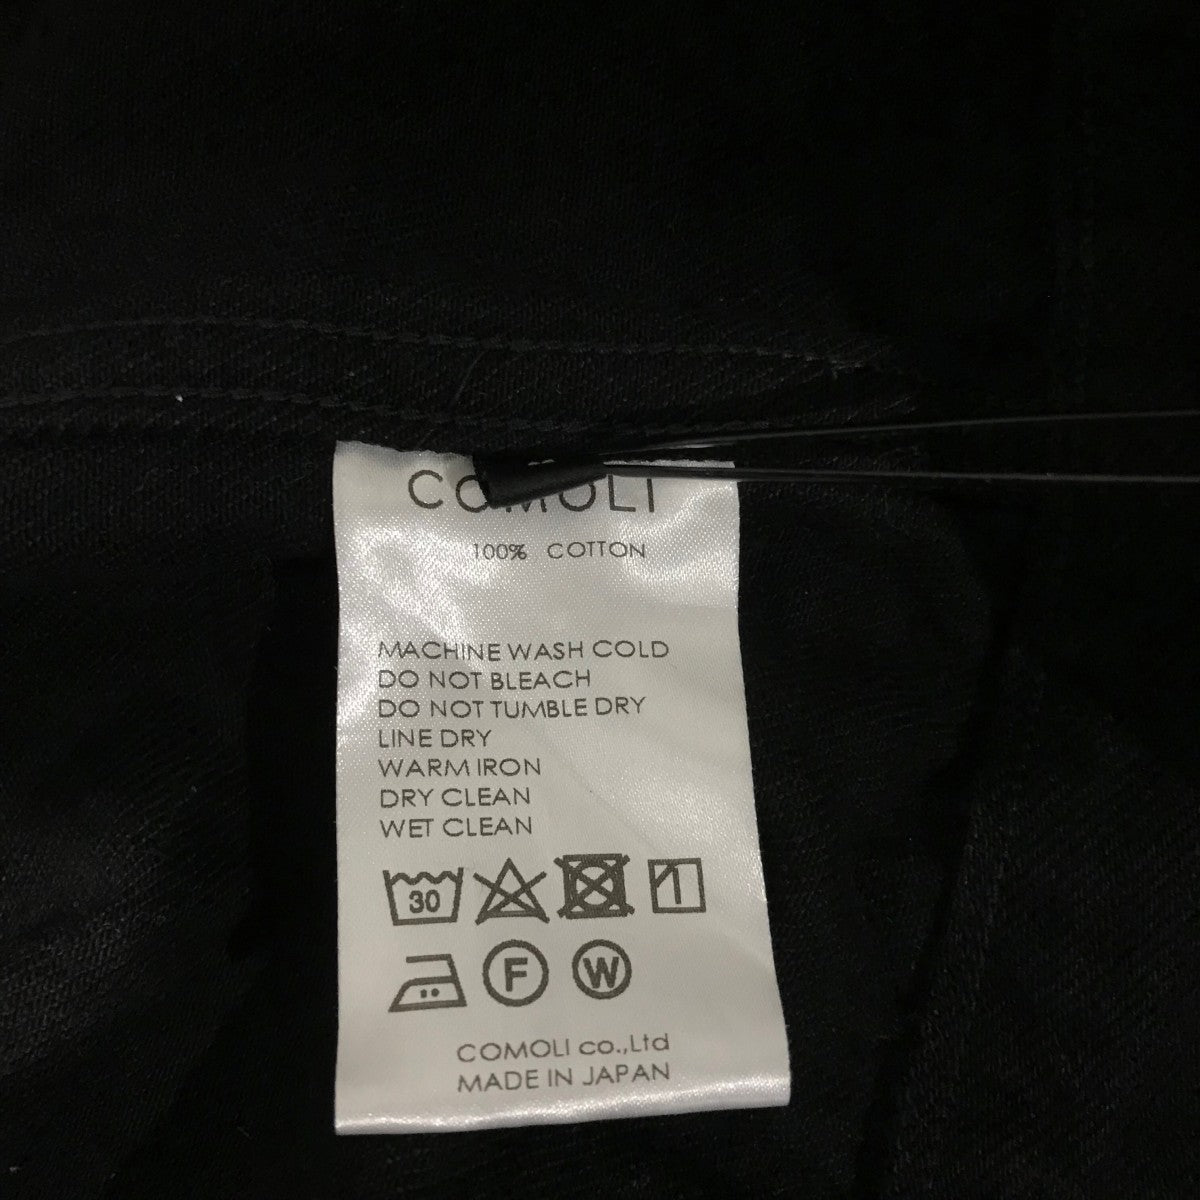 COMOLI
100% COTTON
MACHINE WASH COLD
DO NOT BLEACH
DO NOT TUMBLE DRY
LINE DRY
WARM IRON
DRY CLEAN
WET CLEAN
30
F W
COMOLI co.,Ltd
MADE IN JAPAN